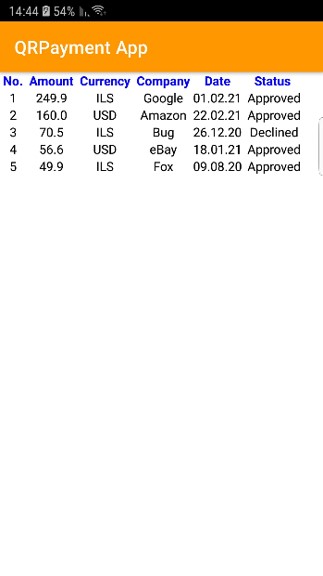 14:44 54%
QRPayment App
No. Amount Currency Company Date Status
1 249.9 ILS Google 01.02.21 Approved
2 160.0 USD Amazon 22.02.21 Approved
3 70.5 ILS Bug 26.12.20 Declined
4 56.6 USD eBay 18.01.21 Approved
5 49.9 ILS Fox 09.08.20 Approved